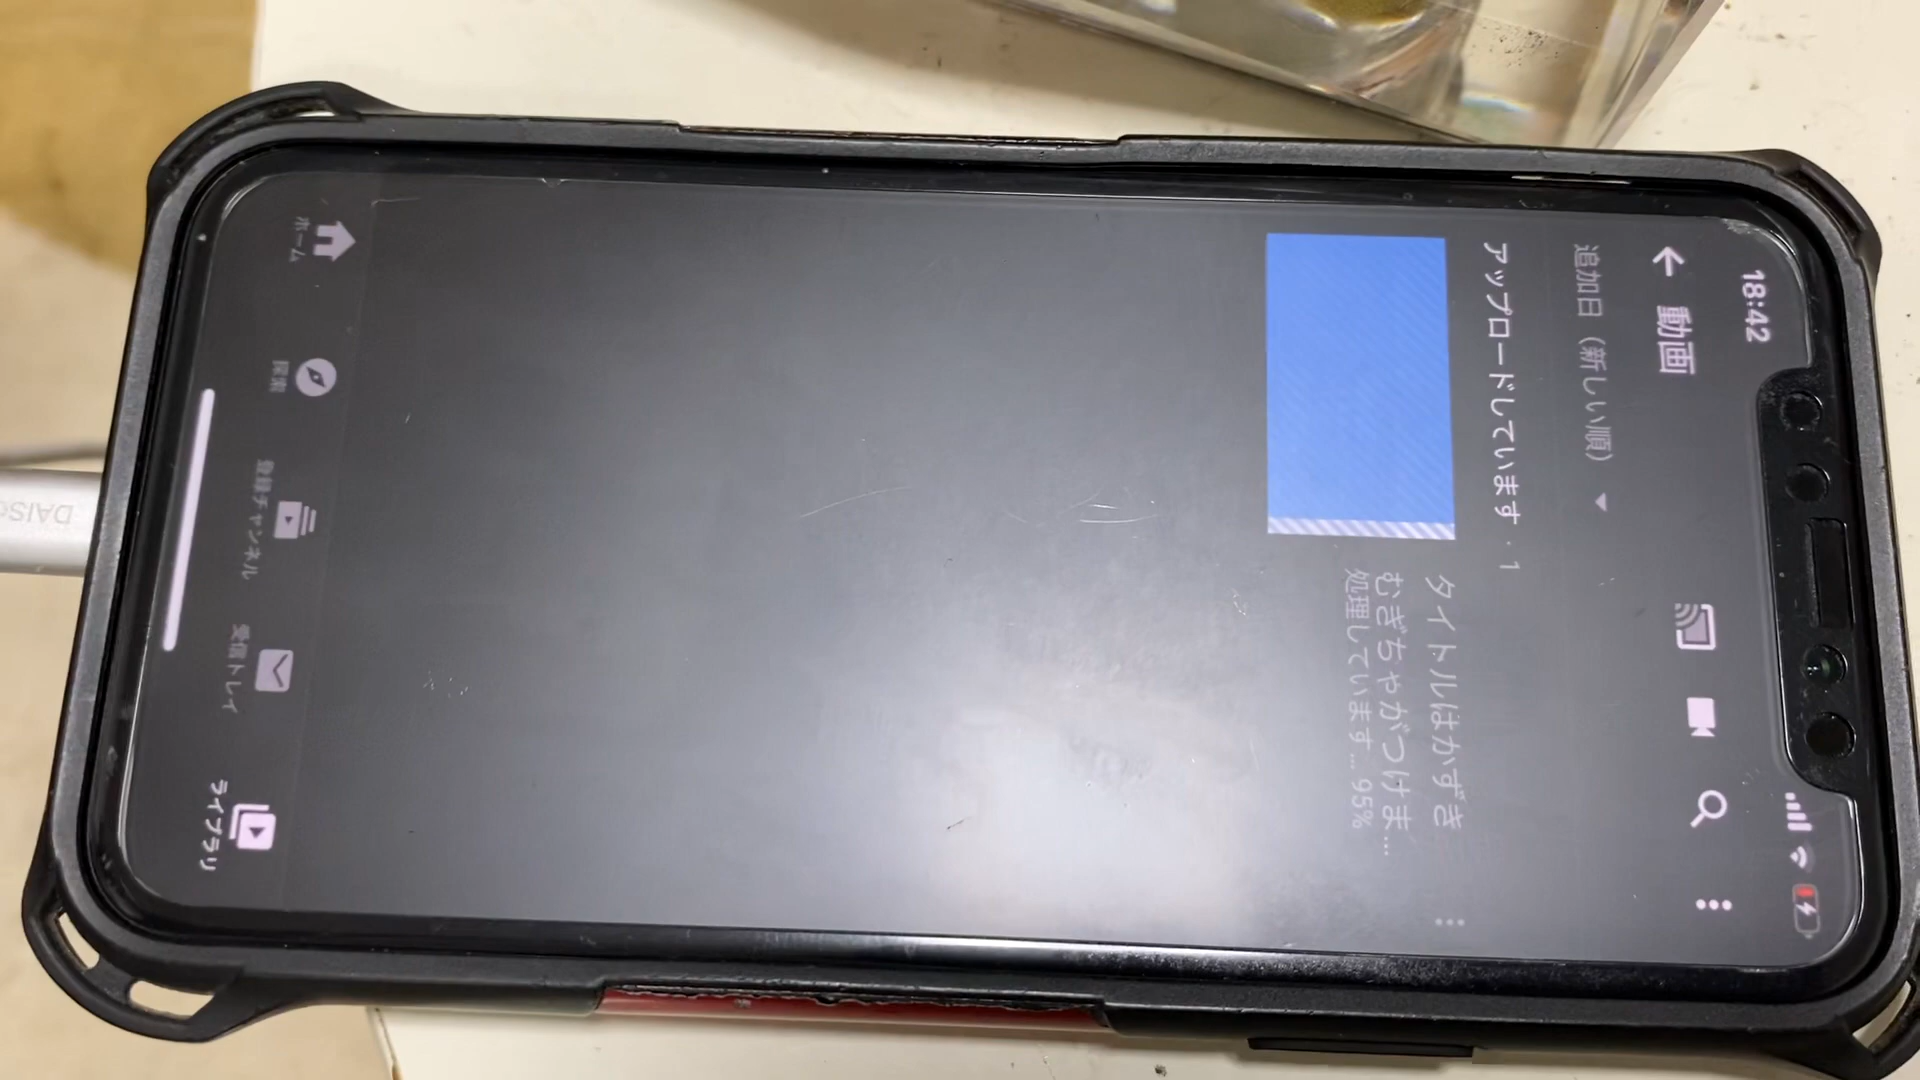 18:42
動画
追加日 (新しい順)
アップロードしています · 1
タイトルはかずき
むぎちゃがつけま...
処理しています... 95%
ホーム
探索
登録チャンネル
受信トレイ
ライブラリ
DAISO